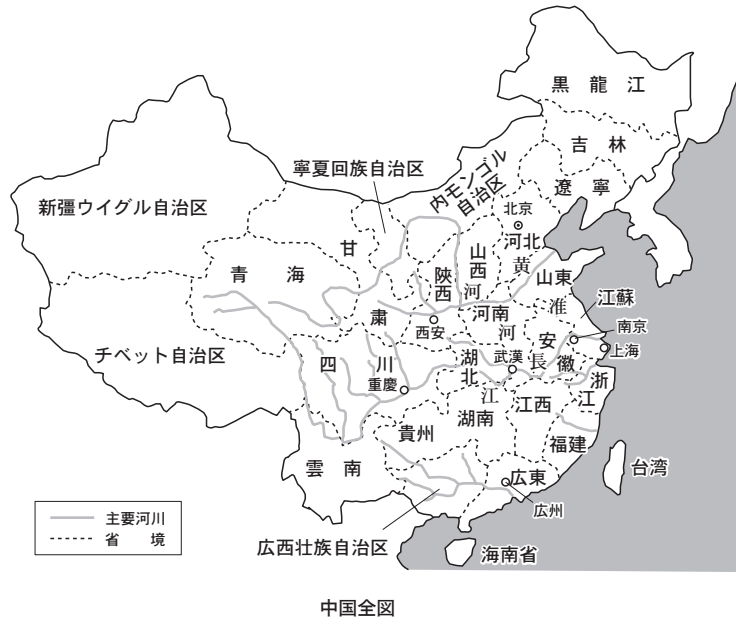 黒龍江
吉林
遼寧
寧夏回族自治区
内モンゴル
自治区
新疆ウイグル自治区
北京
河北
甘
粛
青海
陝西
山西
黄
河
山東
淮
河
江蘇
河南
西安
南京
上海
安
徽
チベット自治区
四川
重慶
湖北
武漢
長
江
浙
江
湖南
江西
貴州
福建
雲南
広東
台湾
広州
広西壮族自治区
海南省
主要河川
省境
中国全図